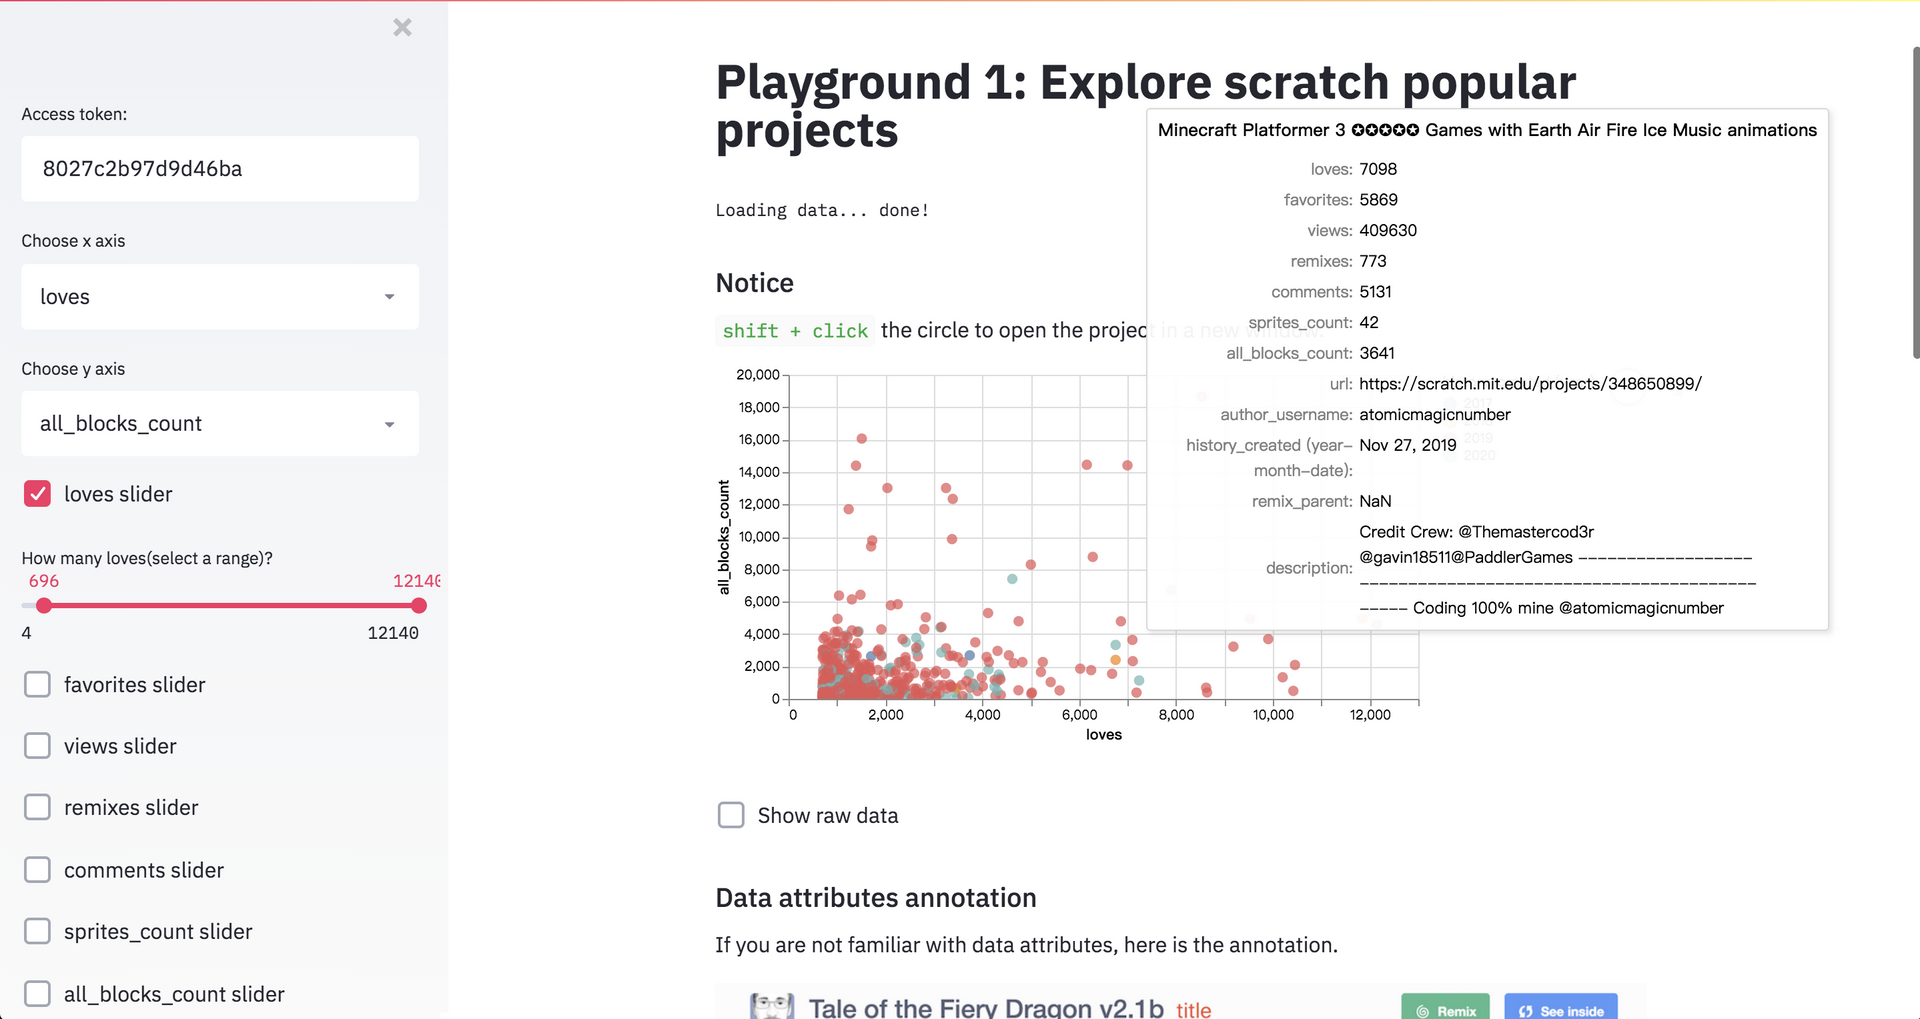 Access token:
8027c2b97d9d46ba
Choose x axis
loves
Choose y axis
all_blocks_count
loves slider
How many loves(select a range)?
696
1214
4
12140
favorites slider
views slider
remixes slider
comments slider
sprites_count slider
all_blocks_count slider
Playground 1: Explore scratch popular
projects
Loading data... done!
Notice
shift + click the circle to open the project in a new window.
Minecraft Platformer 3 ✪✪✪✪✪ Games with Earth Air Fire Ice Music animations
loves: 7098
favorites: 5869
views: 409630
remixes: 773
comments: 5131
sprites_count: 42
all_blocks_count: 3641
url: https://scratch.mit.edu/projects/348650899/
author_username: atomicmagicnumber
history_created (year-month-date): Nov 27, 2019
remix_parent: NaN
description: Credit Crew: @Themastercod3r
@gavin18511@PaddlerGames ------------------
-----------------------------------------
----- Coding 100% mine @atomicmagicnumber
2017
2019
2020
20,000
18,000
16,000
14,000
12,000
10,000
8,000
6,000
4,000
2,000
0
all_blocks_count
0 2,000 4,000 6,000 8,000 10,000 12,000
loves
Show raw data
Data attributes annotation
If you are not familiar with data attributes, here is the annotation.
Tale of the Fiery Dragon v2.1b title
Remix
See inside